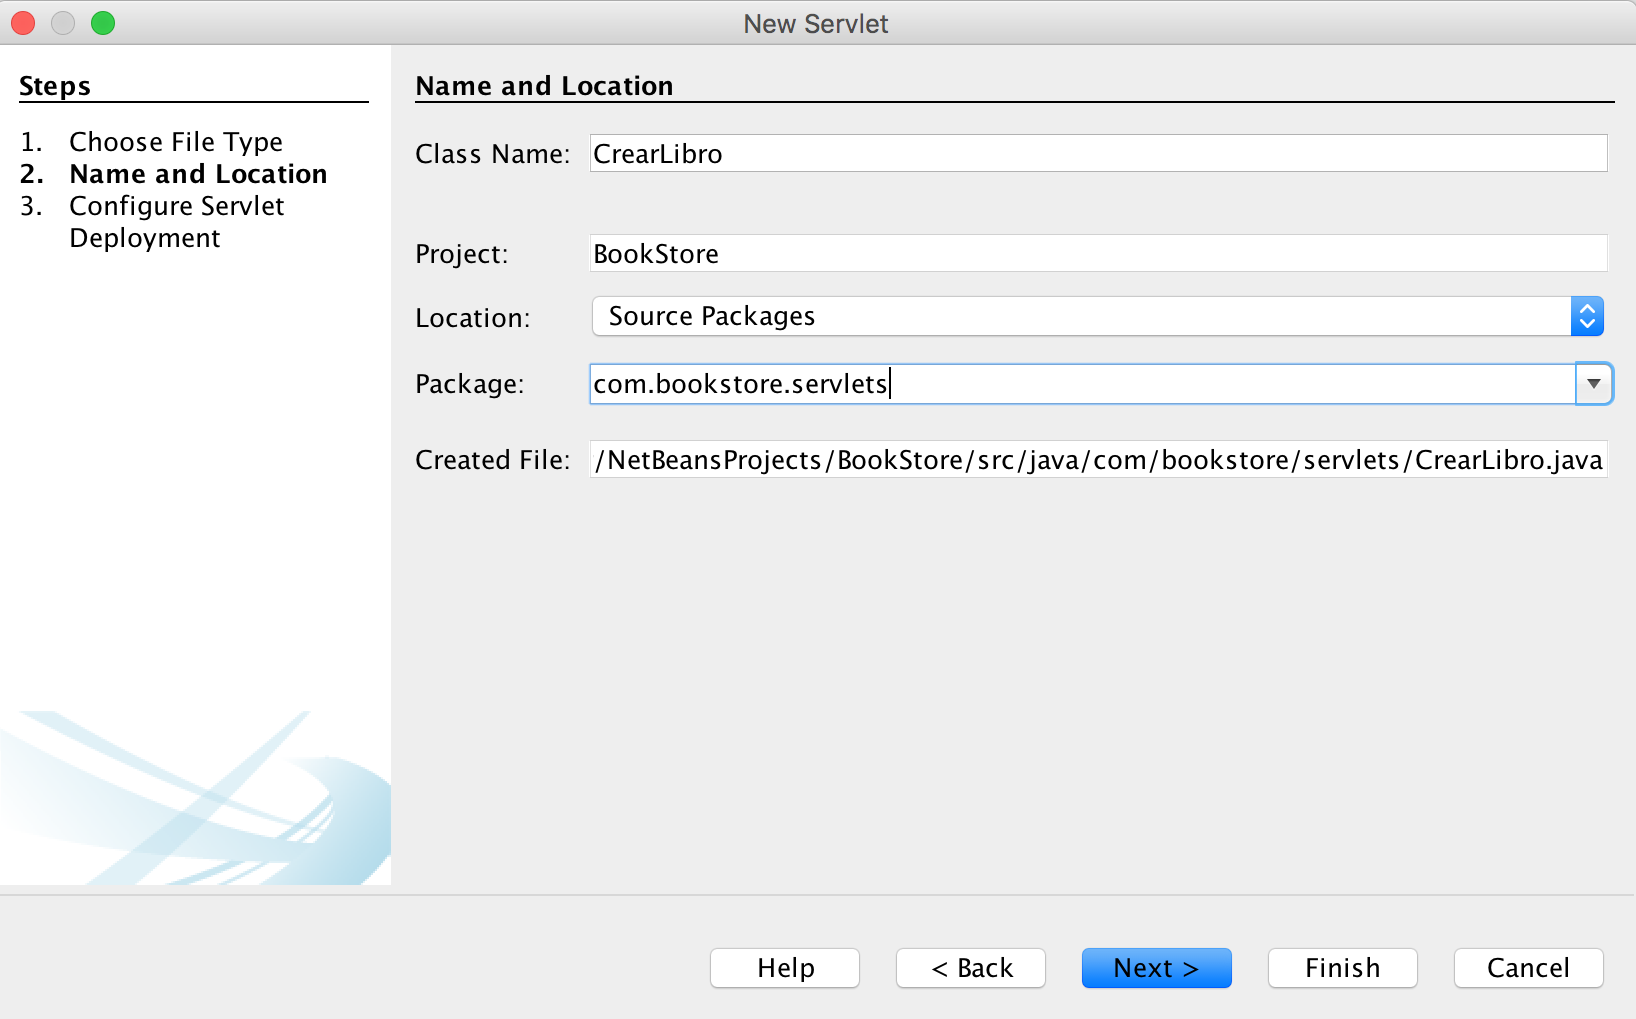 New Servlet
Steps
1. Choose File Type
2. Name and Location
3. Configure Servlet
Deployment
Name and Location
Class Name: CrearLibro
Project: BookStore
Location: Source Packages
Package: com.bookstore.servlets
Created File: /NetBeansProjects/BookStore/src/java/com/bookstore/servlets/CrearLibro.java
Help < Back Next > Finish Cancel